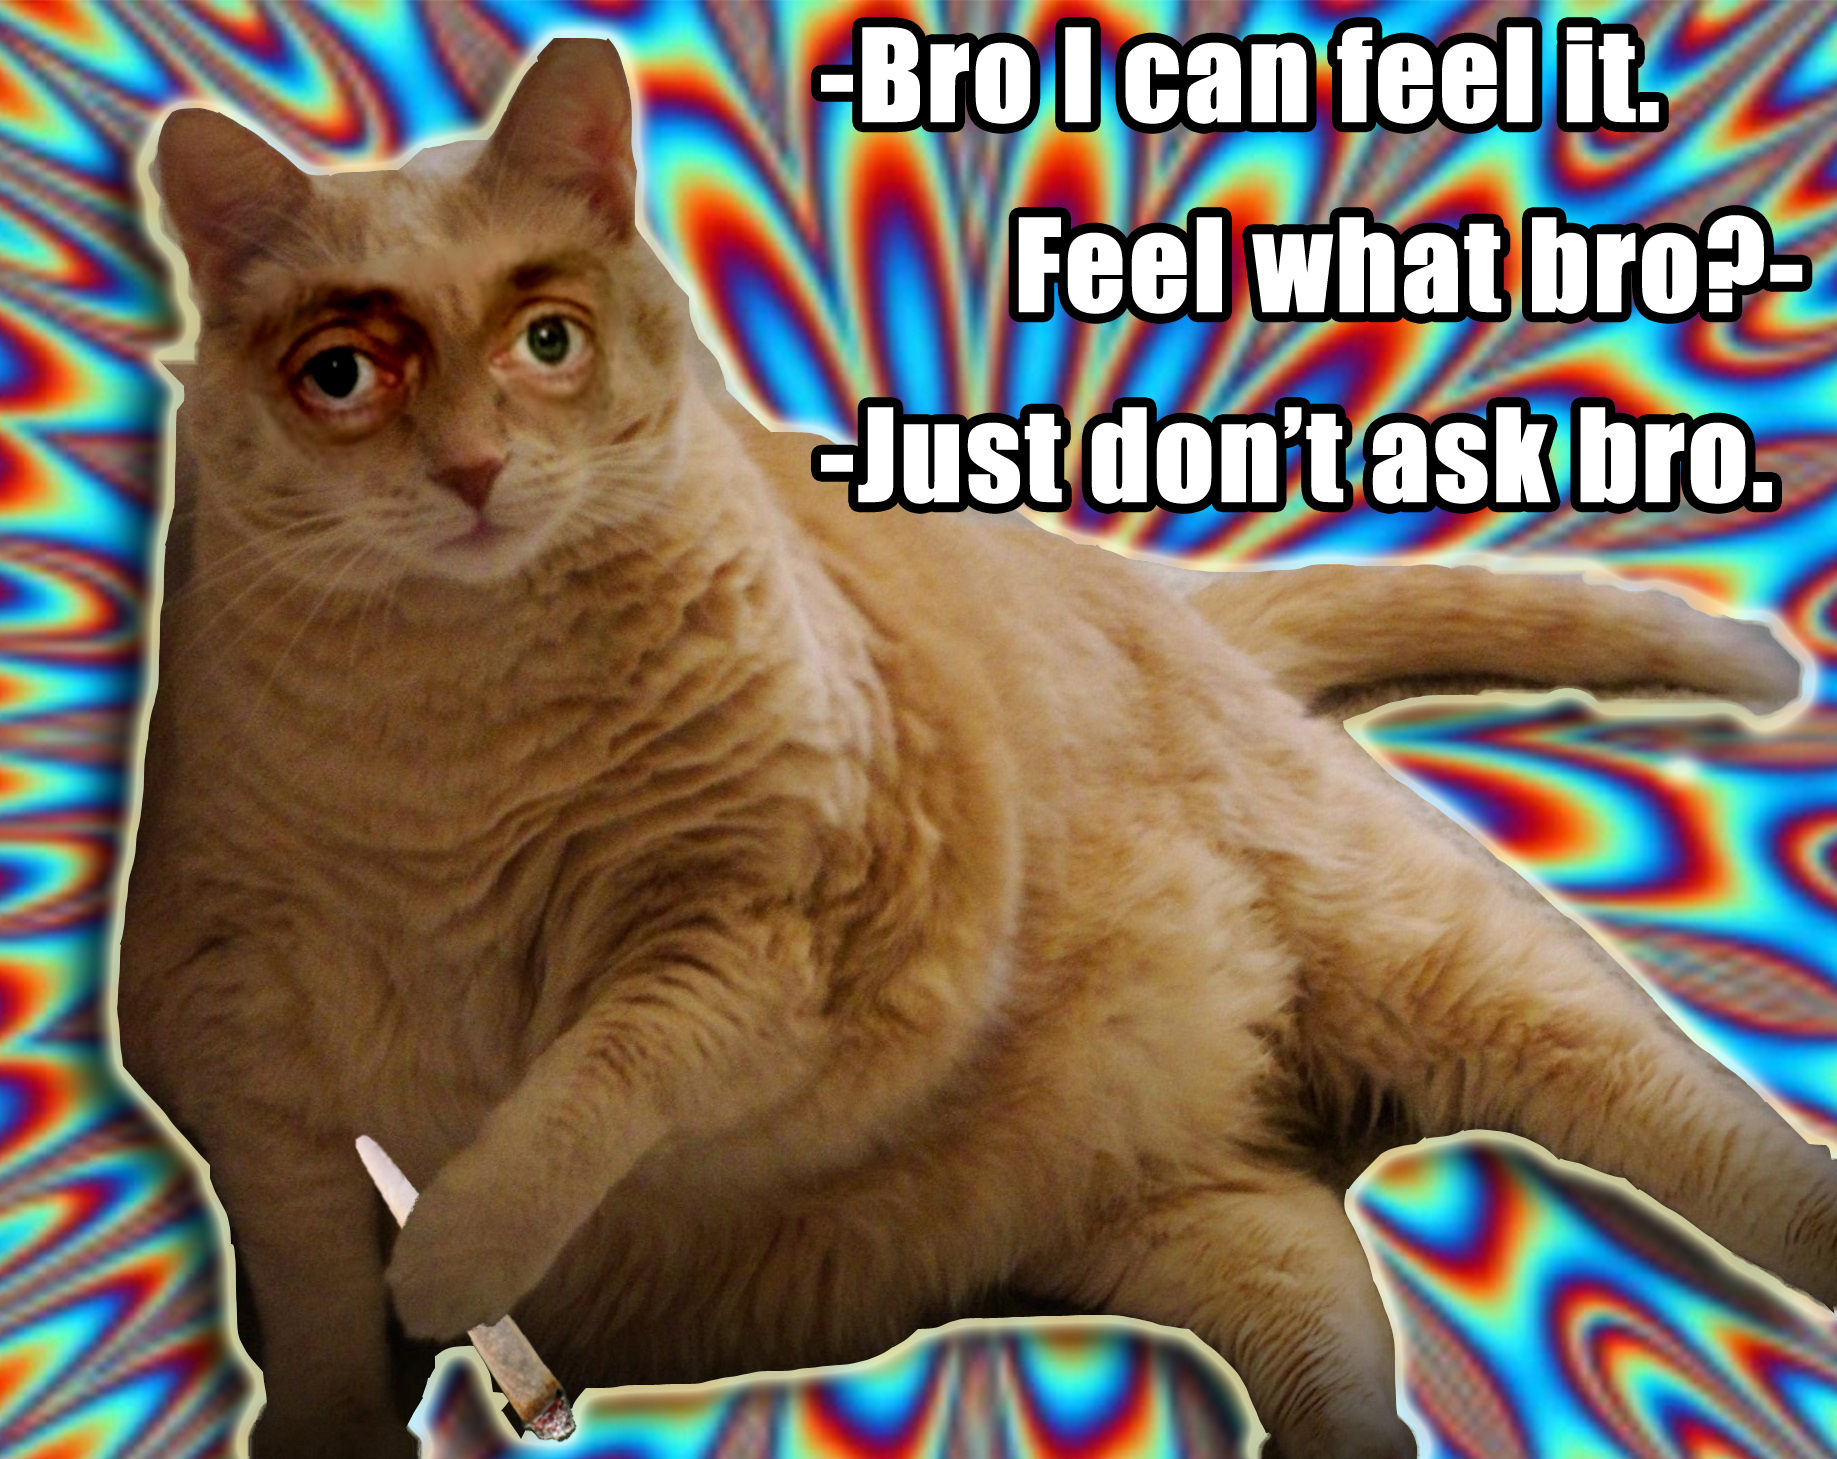 -Bro I can feel it.
Feel what bro?-
-Just don’t ask bro.